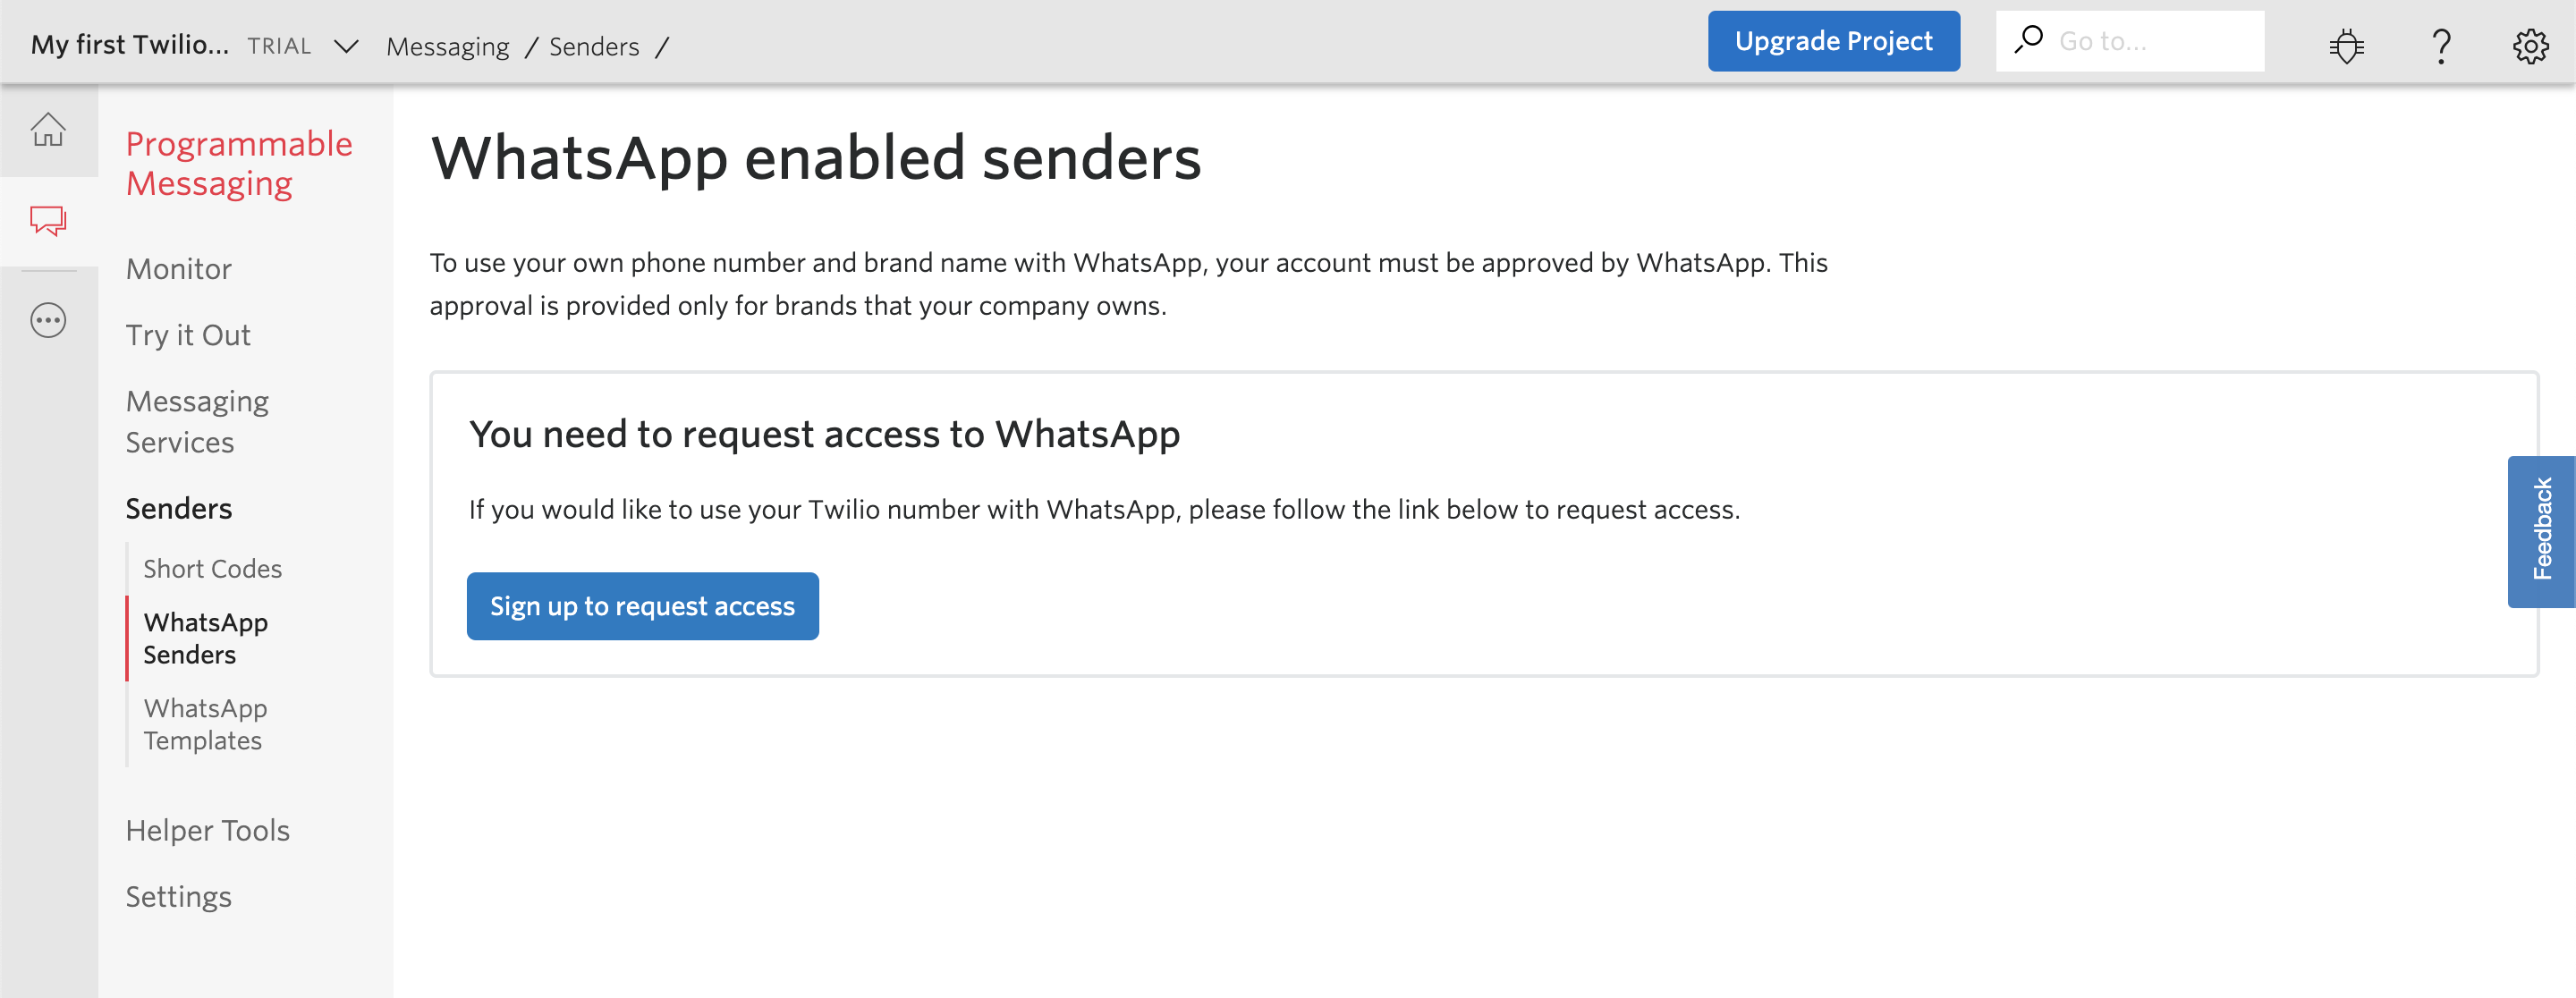 My first Twilio... TRIAL Messaging / Senders / Upgrade Project Go to... ?
Programmable
Messaging
Monitor
Try it Out
Messaging
Services
Senders
Short Codes
WhatsApp
Senders
WhatsApp
Templates
Helper Tools
Settings
WhatsApp enabled senders
To use your own phone number and brand name with WhatsApp, your account must be approved by WhatsApp. This
approval is provided only for brands that your company owns.
You need to request access to WhatsApp
If you would like to use your Twilio number with WhatsApp, please follow the link below to request access.
Sign up to request access
Feedback